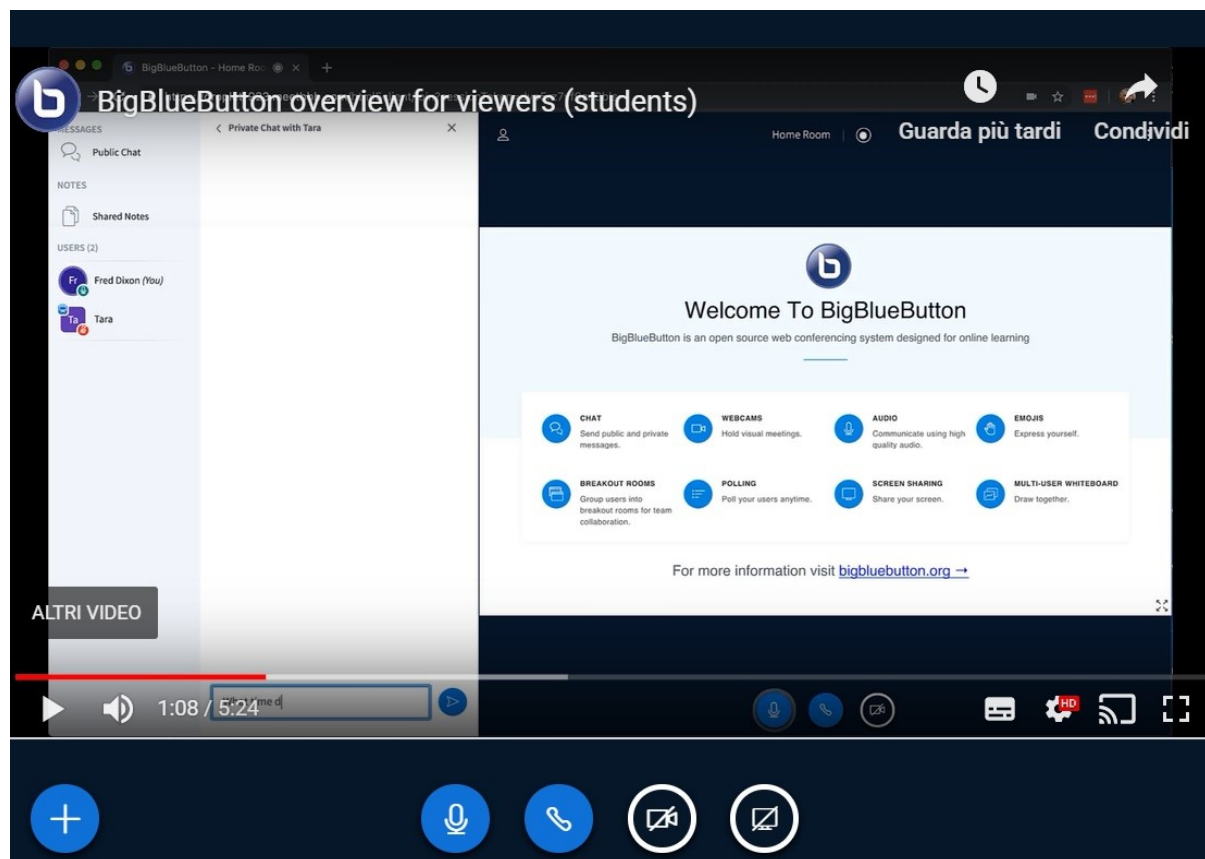 BigBlueButton - Home Roo
BigBlueButton overview for viewers (students)
Guarda più tardi
Condividi
MESSAGES
Public Chat
NOTES
Shared Notes
USERS (2)
Fr
Fred Dixon (You)
Ta
Tara
Private Chat with Tara
Home Room
Welcome To BigBlueButton
BigBlueButton is an open source web conferencing system designed for online learning
CHAT
Send public and private
messages.
WEBCAMS
Hold visual meetings.
AUDIO
Communicate using high
quality audio.
EMOJIS
Express yourself.
BREAKOUT ROOMS
Group users into
breakout rooms for team
collaboration.
POLLING
Poll your users anytime.
SCREEN SHARING
Share your screen.
MULTI-USER WHITEBOARD
Draw together.
For more information visit bigbluebutton.org →
ALTRI VIDEO
What time d
1:08 / 5:24
HD